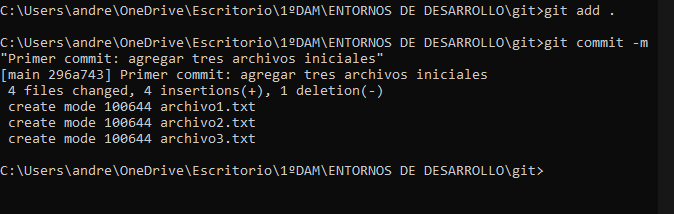 C:\Users\andre\OneDrive\Escritorio\1ºDAM\ENTORNOS DE DESARROLLO\git>git add .
C:\Users\andre\OneDrive\Escritorio\1ºDAM\ENTORNOS DE DESARROLLO\git>git commit -m
"Primer commit: agregar tres archivos iniciales"
[main 296a743] Primer commit: agregar tres archivos iniciales
 4 files changed, 4 insertions(+), 1 deletion(-)
 create mode 100644 archivo1.txt
 create mode 100644 archivo2.txt
 create mode 100644 archivo3.txt
C:\Users\andre\OneDrive\Escritorio\1ºDAM\ENTORNOS DE DESARROLLO\git>